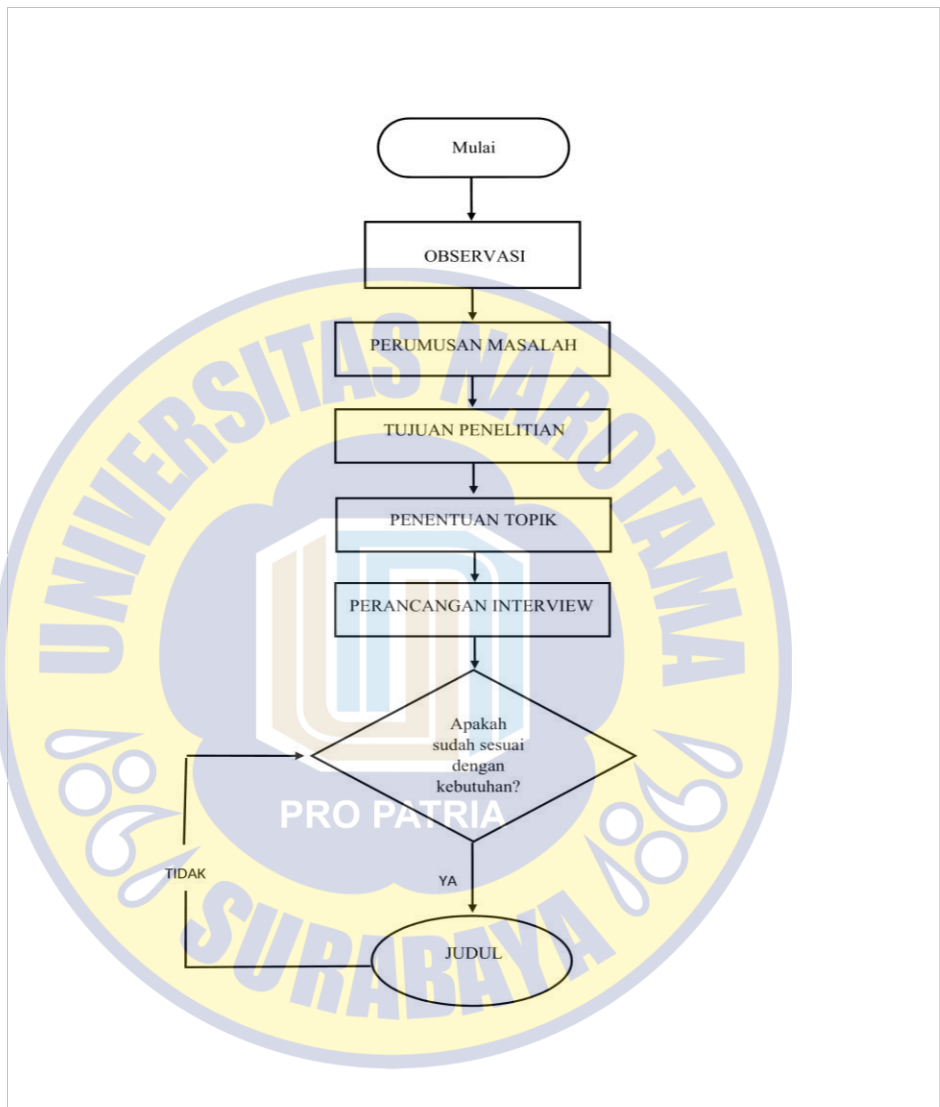 Mulai
OBSERVASI
PERUMUSAN MASALAH
TUJUAN PENELITIAN
PENENTUAN TOPIK
PERANCANGAN INTERVIEW
Apakah
sudah sesuai
dengan
kebutuhan?
TIDAK
YA
JUDUL
UNIVERSITAS NAROTAMA
PRO PATRIA
SURABAYA